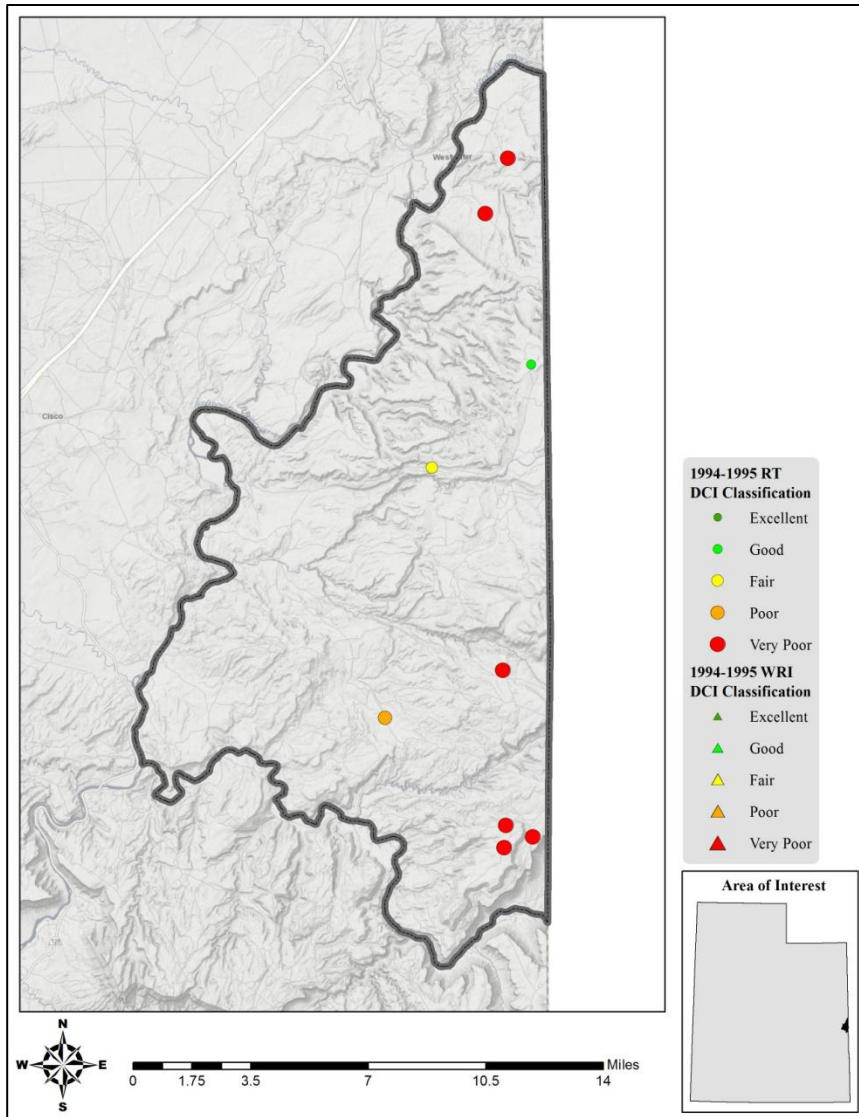 Westwater
Cisco
1994-1995 RT
DCI Classification
Excellent
Good
Fair
Poor
Very Poor
1994-1995 WRI
DCI Classification
Excellent
Good
Fair
Poor
Very Poor
Area of Interest
N
W E
S
Miles
0 1.75 3.5 7 10.5 14